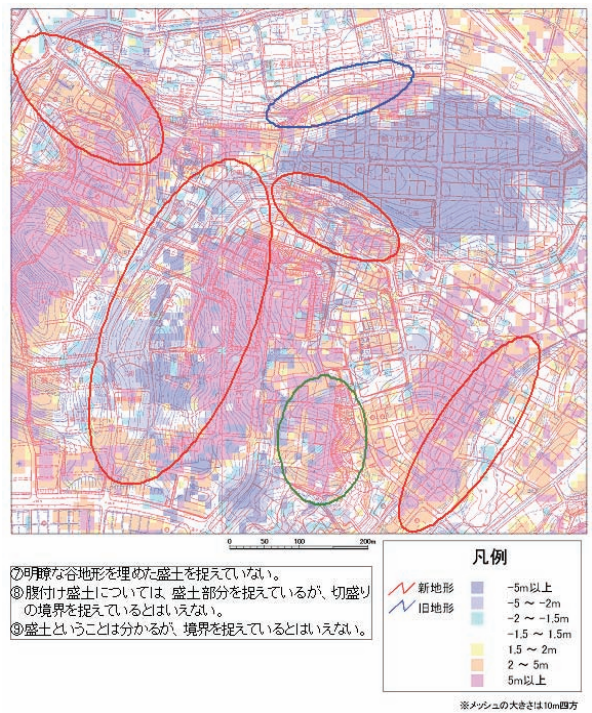 0 50 100 200m
⑦明瞭な谷地形を埋めた盛土を捉えていない。
⑧腹付け盛土については、盛土部分を捉えているが、切盛り
の境界を捉えているとはいえない。
⑨盛土ということは分かるが、境界を捉えているとはいえない。
凡例
新地形
旧地形
-5m以上
-5 ~ -2m
-2 ~ -1.5m
-1.5 ~ 1.5m
1.5 ~ 2m
2 ~ 5m
5m以上
※メッシュの大きさは10m四方